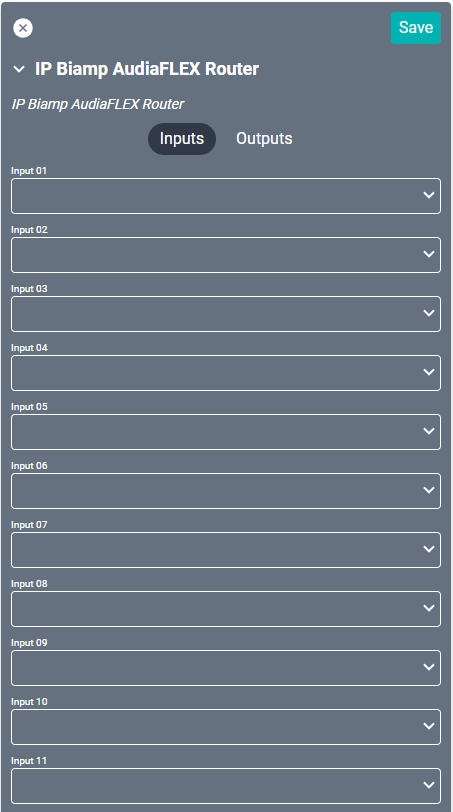 Save
IP Biamp AudiaFLEX Router
IP Biamp AudiaFLEX Router
Inputs Outputs
Input 01
Input 02
Input 03
Input 04
Input 05
Input 06
Input 07
Input 08
Input 09
Input 10
Input 11